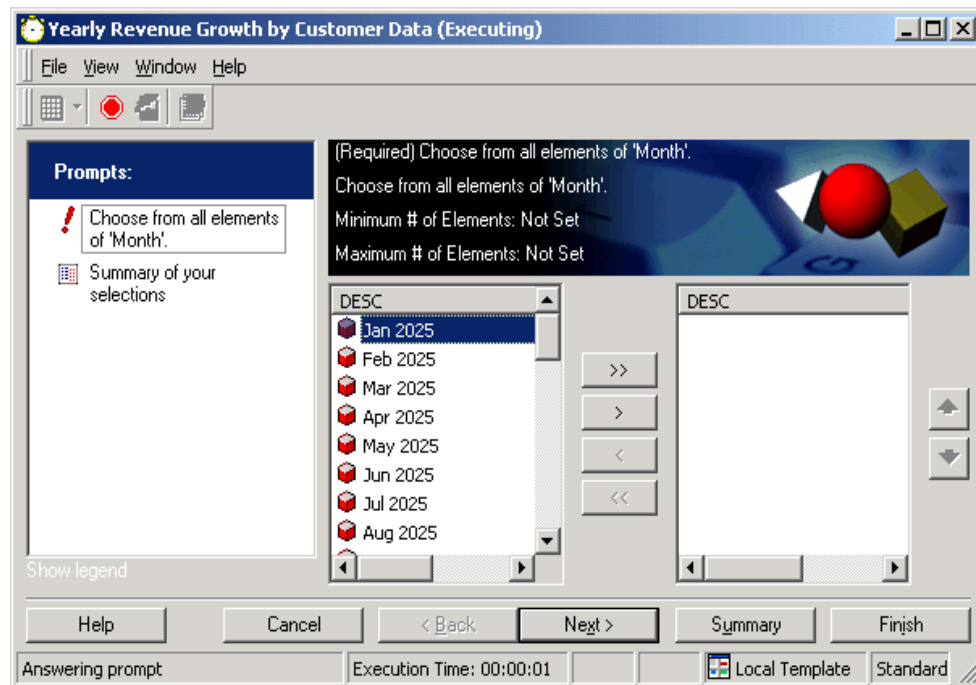 Yearly Revenue Growth by Customer Data (Executing)
File View Window Help
Prompts:
Choose from all elements
of 'Month'.
Summary of your
selections
Show legend
(Required) Choose from all elements of 'Month'.
Choose from all elements of 'Month'.
Minimum # of Elements: Not Set
Maximum # of Elements: Not Set
DESC
Jan 2025
Feb 2025
Mar 2025
Apr 2025
May 2025
Jun 2025
Jul 2025
Aug 2025
>>
>
<
<<
DESC
Help Cancel < Back Next > Summary Finish
Answering prompt Execution Time: 00:00:01 Local Template Standard